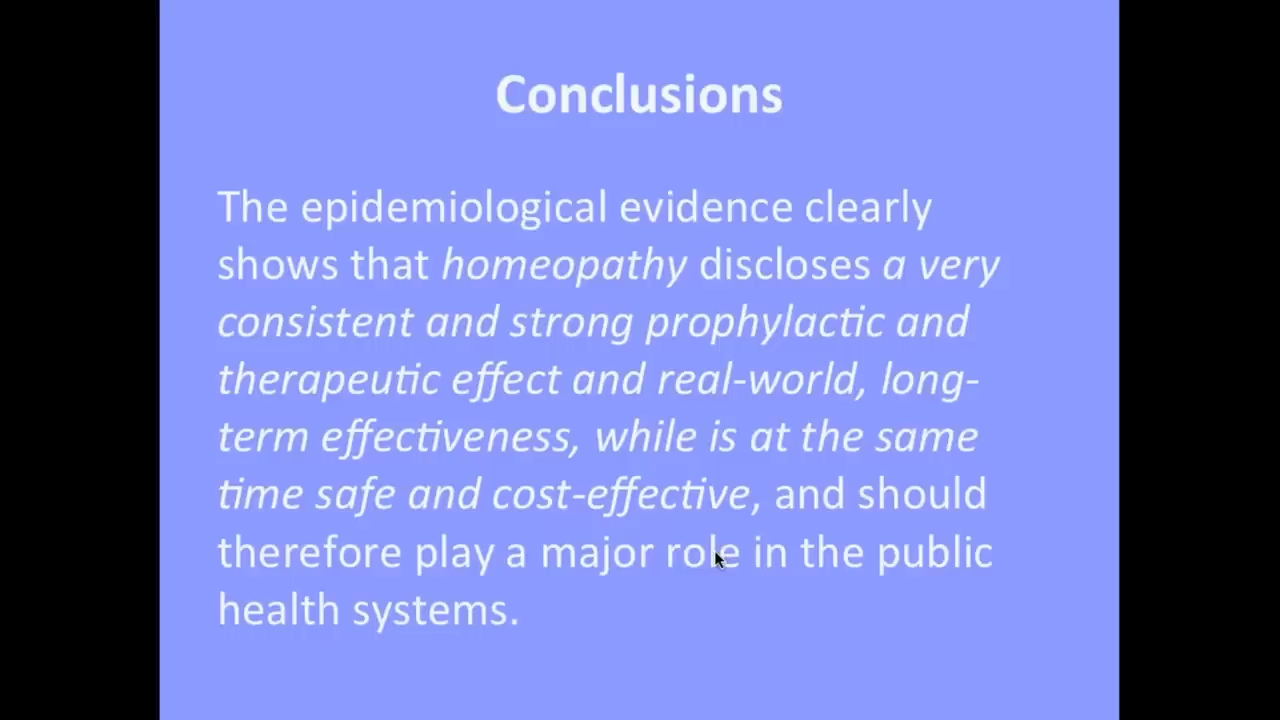 Conclusions
The epidemiological evidence clearly
shows that homeopathy discloses a very
consistent and strong prophylactic and
therapeutic effect and real-world, long-
term effectiveness, while is at the same
time safe and cost-effective, and should
therefore play a major role in the public
health systems.